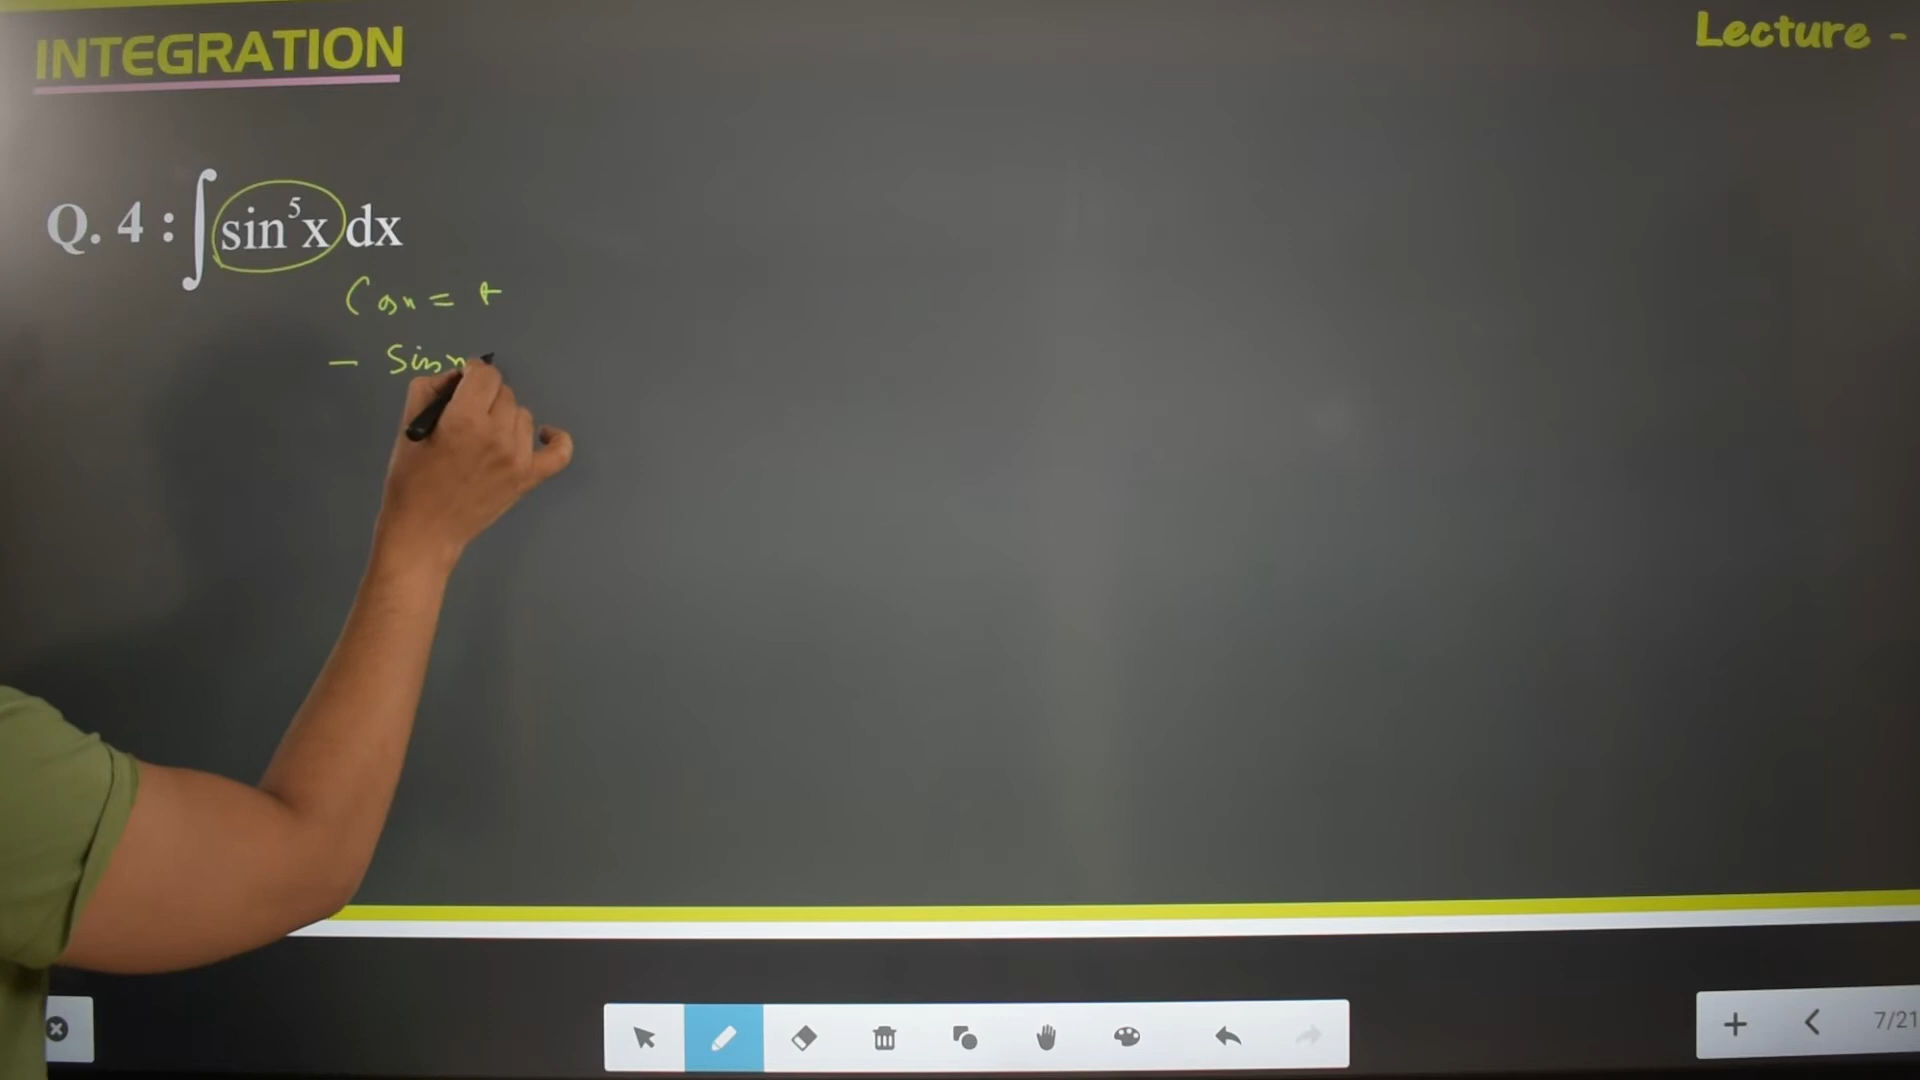 INTEGRATION
Lecture -
Q. 4 : ∫ sin⁵x dx
Cosx = t
- Sinx
7/21